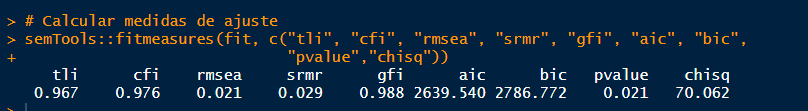 > # Calcular medidas de ajuste
> semTools::fitmeasures(fit, c("tli", "cfi", "rmsea", "srmr", "gfi", "aic", "bic",
+ "pvalue","chisq"))
tli cfi rmsea srmr gfi aic bic pvalue chisq
0.967 0.976 0.021 0.029 0.988 2639.540 2786.772 0.021 70.062
>